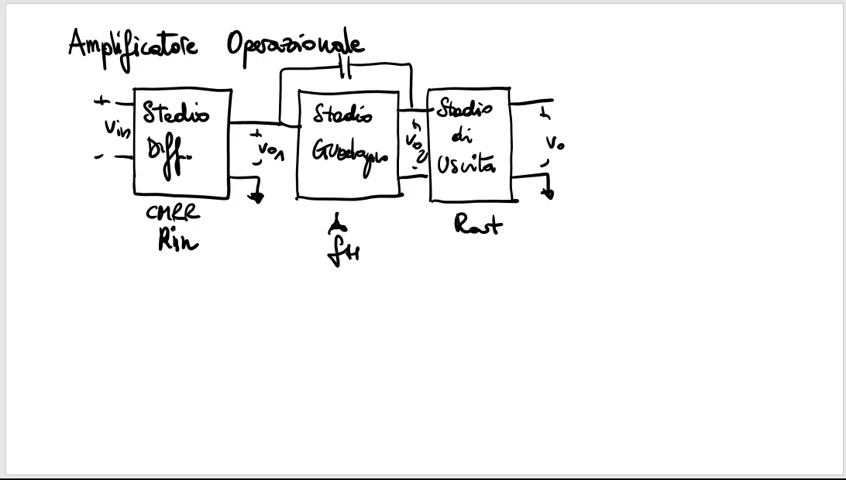 Amplificatore Operazionale
+
Vin
-
Stadio
Diff.
CMRR
Rin
+
Vo1
-
Stadio
Guadagno
A
fH
+
Vo2
-
Stadio
di
Uscita
Rout
+
Vo
-